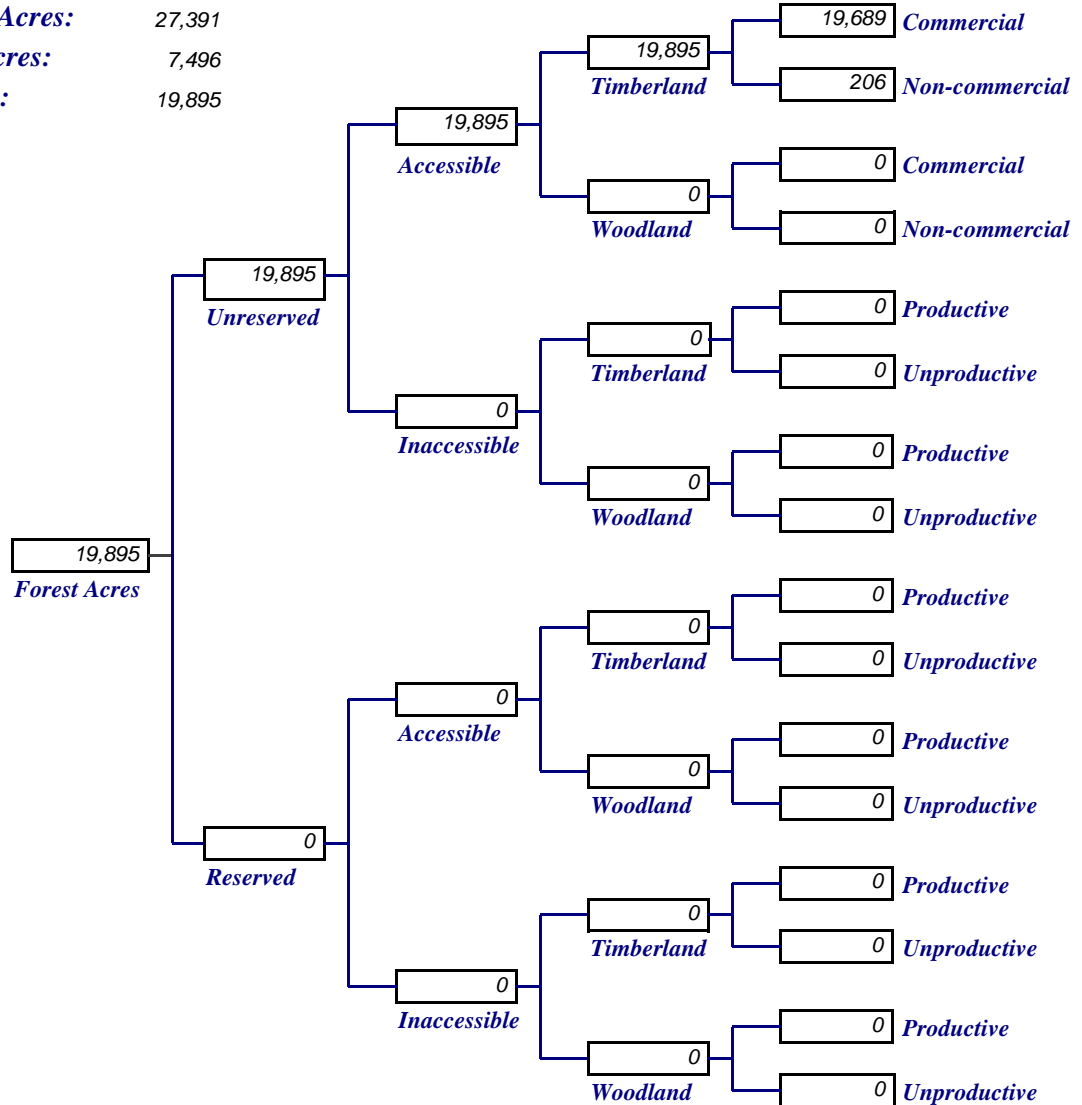 Acres: 27,391
cres: 7,496
: 19,895
19,689 Commercial
19,895
Timberland
206 Non-commercial
19,895
Accessible
0 Commercial
0
Woodland
0 Non-commercial
19,895
Unreserved
0 Productive
0
Timberland
0 Unproductive
0
Inaccessible
0 Productive
0
Woodland
0 Unproductive
19,895
Forest Acres
0 Productive
0
Timberland
0 Unproductive
0
Accessible
0 Productive
0
Woodland
0 Unproductive
0
Reserved
0 Productive
0
Timberland
0 Unproductive
0
Inaccessible
0 Productive
0
Woodland
0 Unproductive